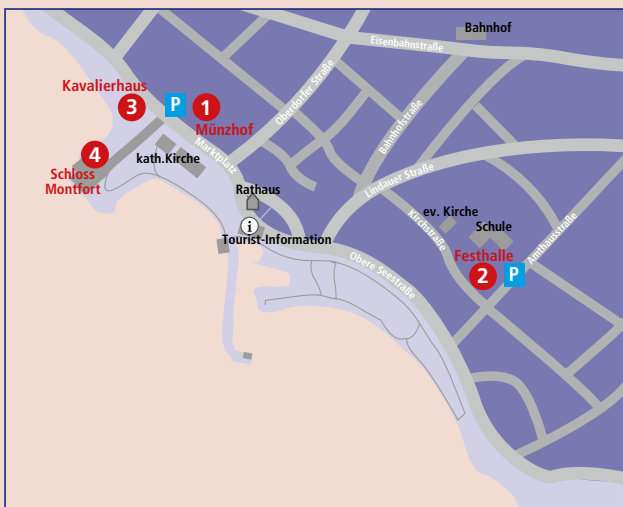 Bahnhof
Eisenbahnstraße
Kavalierhaus
3
P
1
Münzhof
Oberdorfer Straße
Bahnhofstraße
4
Schloss
Montfort
kath.Kirche
Marktplatz
Lindauer Straße
Rathaus
i
Tourist-Information
Kirchstraße
ev. Kirche
Schule
Amthausstraße
Festhalle
2
P
Obere Seestraße